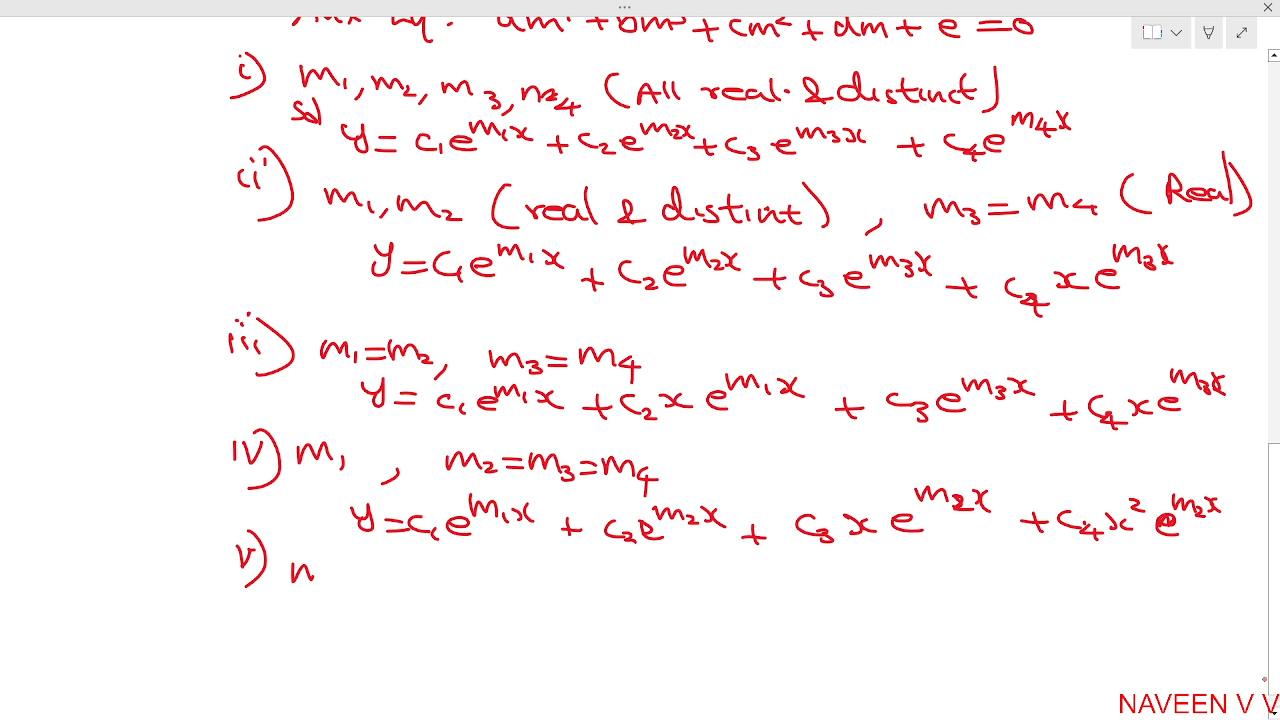 Aux Eq: am⁴ + bm³ + cm² + dm + e = 0
i) m₁, m₂, m₃, m₄ (All real & distinct)
Sol
y = c₁e^{m₁x} + c₂e^{m₂x} + c₃e^{m₃x} + c₄e^{m₄x}
ii) m₁, m₂ (real & distint), m₃ = m₄ (Real)
y = c₁e^{m₁x} + c₂e^{m₂x} + c₃e^{m₃x} + c₄xe^{m₃x}
iii) m₁ = m₂, m₃ = m₄
y = c₁e^{m₁x} + c₂xe^{m₁x} + c₃e^{m₃x} + c₄xe^{m₃x}
iv) m₁, m₂ = m₃ = m₄
y = c₁e^{m₁x} + c₂e^{m₂x} + c₃xe^{m₂x} + c₄x²e^{m₂x}
v) n
NAVEEN V V